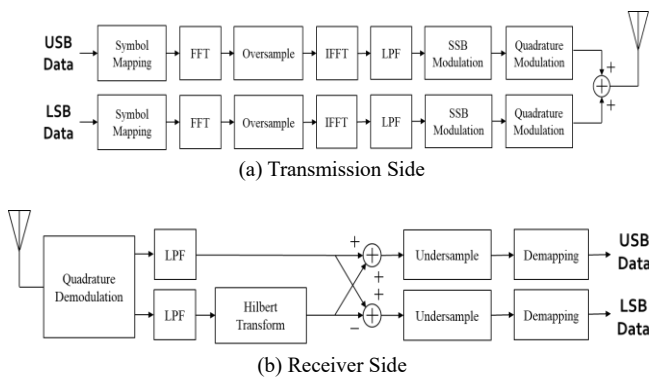 USB Data
Symbol Mapping
FFT
Oversample
IFFT
LPF
SSB Modulation
Quadrature Modulation
+
+
+
LSB Data
Symbol Mapping
FFT
Oversample
IFFT
LPF
SSB Modulation
Quadrature Modulation
(a) Transmission Side
Quadrature Demodulation
LPF
LPF
Hilbert Transform
+
+
+
+
+
−
Undersample
Demapping
USB Data
Undersample
Demapping
LSB Data
(b) Receiver Side